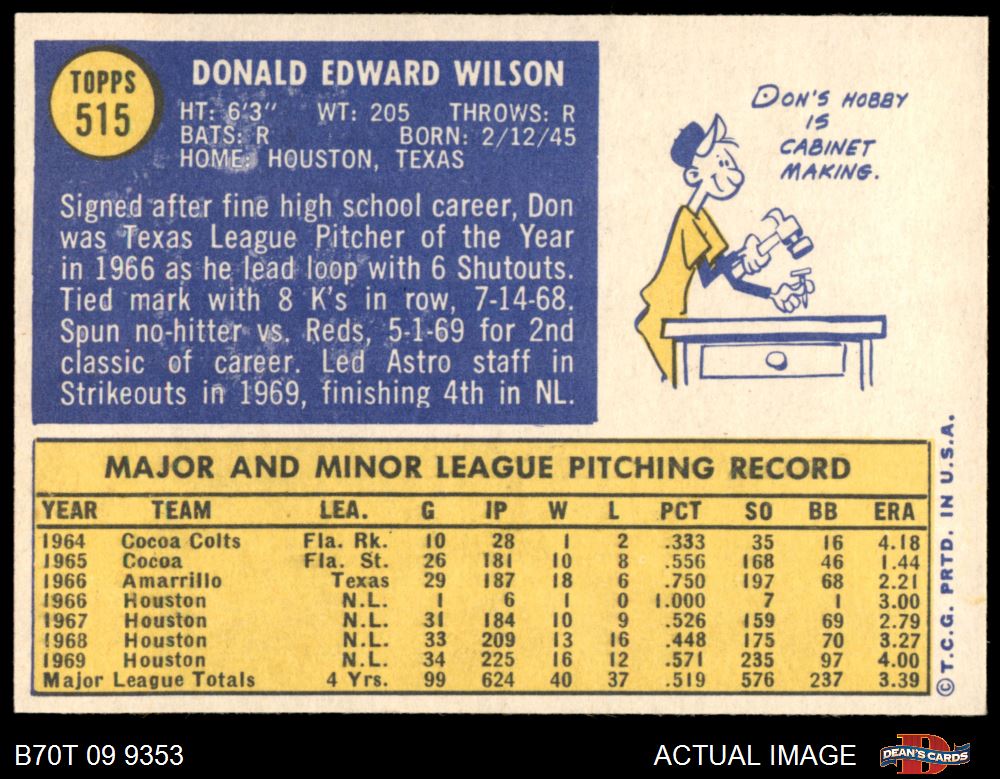 TOPPS
515
DONALD EDWARD WILSON
HT: 6'3" WT: 205 THROWS: R
BATS: R BORN: 2/12/45
HOME: HOUSTON, TEXAS
Signed after fine high school career, Don
was Texas League Pitcher of the Year
in 1966 as he lead loop with 6 Shutouts.
Tied mark with 8 K's in row, 7-14-68.
Spun no-hitter vs. Reds, 5-1-69 for 2nd
classic of career. Led Astro staff in
Strikeouts in 1969, finishing 4th in NL.
DON'S HOBBY
IS
CABINET
MAKING.
MAJOR AND MINOR LEAGUE PITCHING RECORD
YEAR TEAM LEA. G IP W L PCT SO BB ERA
1964 Cocoa Colts Fla. Rk. 10 28 1 2 .333 35 16 4.18
1965 Cocoa Fla. St. 26 181 10 8 .556 168 46 1.44
1966 Amarrillo Texas 29 187 18 6 .750 197 68 2.21
1966 Houston N.L. 1 6 1 0 1.000 7 1 3.00
1967 Houston N.L. 31 184 10 9 .526 159 69 2.79
1968 Houston N.L. 33 209 13 16 .448 175 70 3.27
1969 Houston N.L. 34 225 16 12 .571 235 97 4.00
Major League Totals 4 Yrs. 99 624 40 37 .519 576 237 3.39
© T.C.G. PRTD. IN U.S.A.
B70T 09 9353 ACTUAL IMAGE DEAN'S CARDS